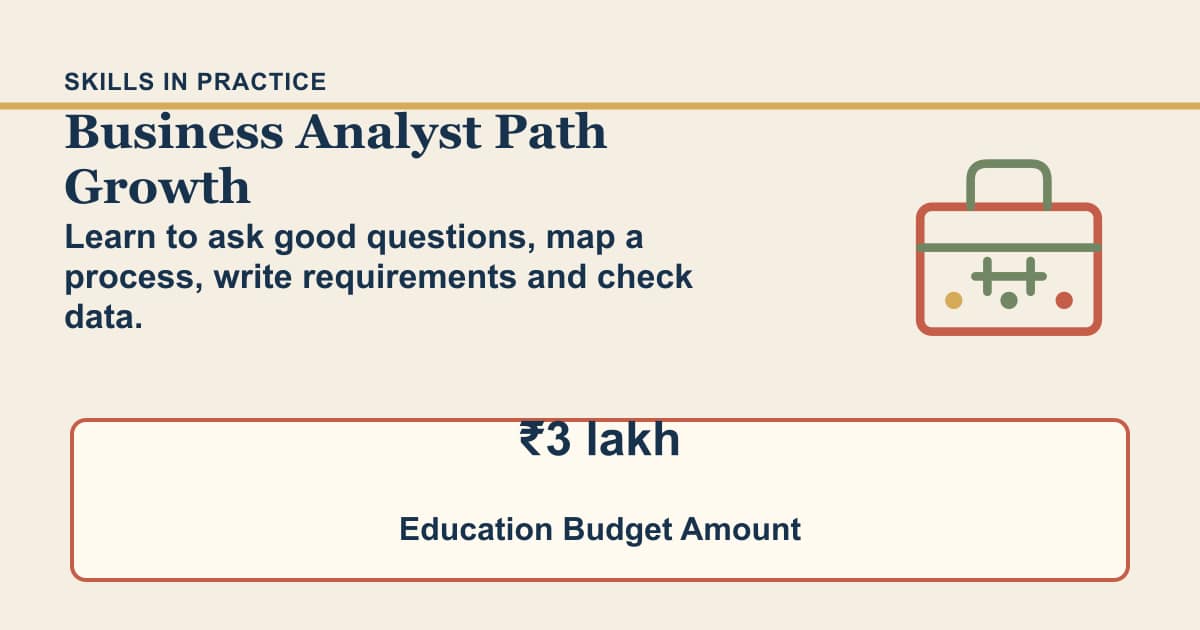 SKILLS IN PRACTICE
Business Analyst Path
Growth
Learn to ask good questions, map a
process, write requirements and check
data.
₹3 lakh
Education Budget Amount